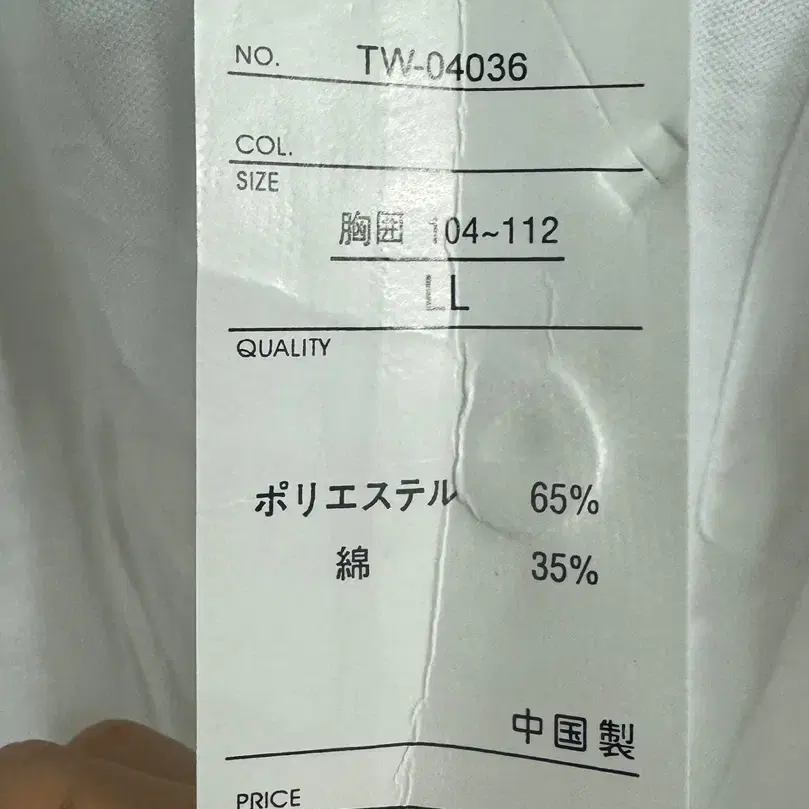 NO. TW-04036
COL.
SIZE
胸囲 104~112
LL
QUALITY
ポリエステル 65%
綿 35%
中国製
PRICE